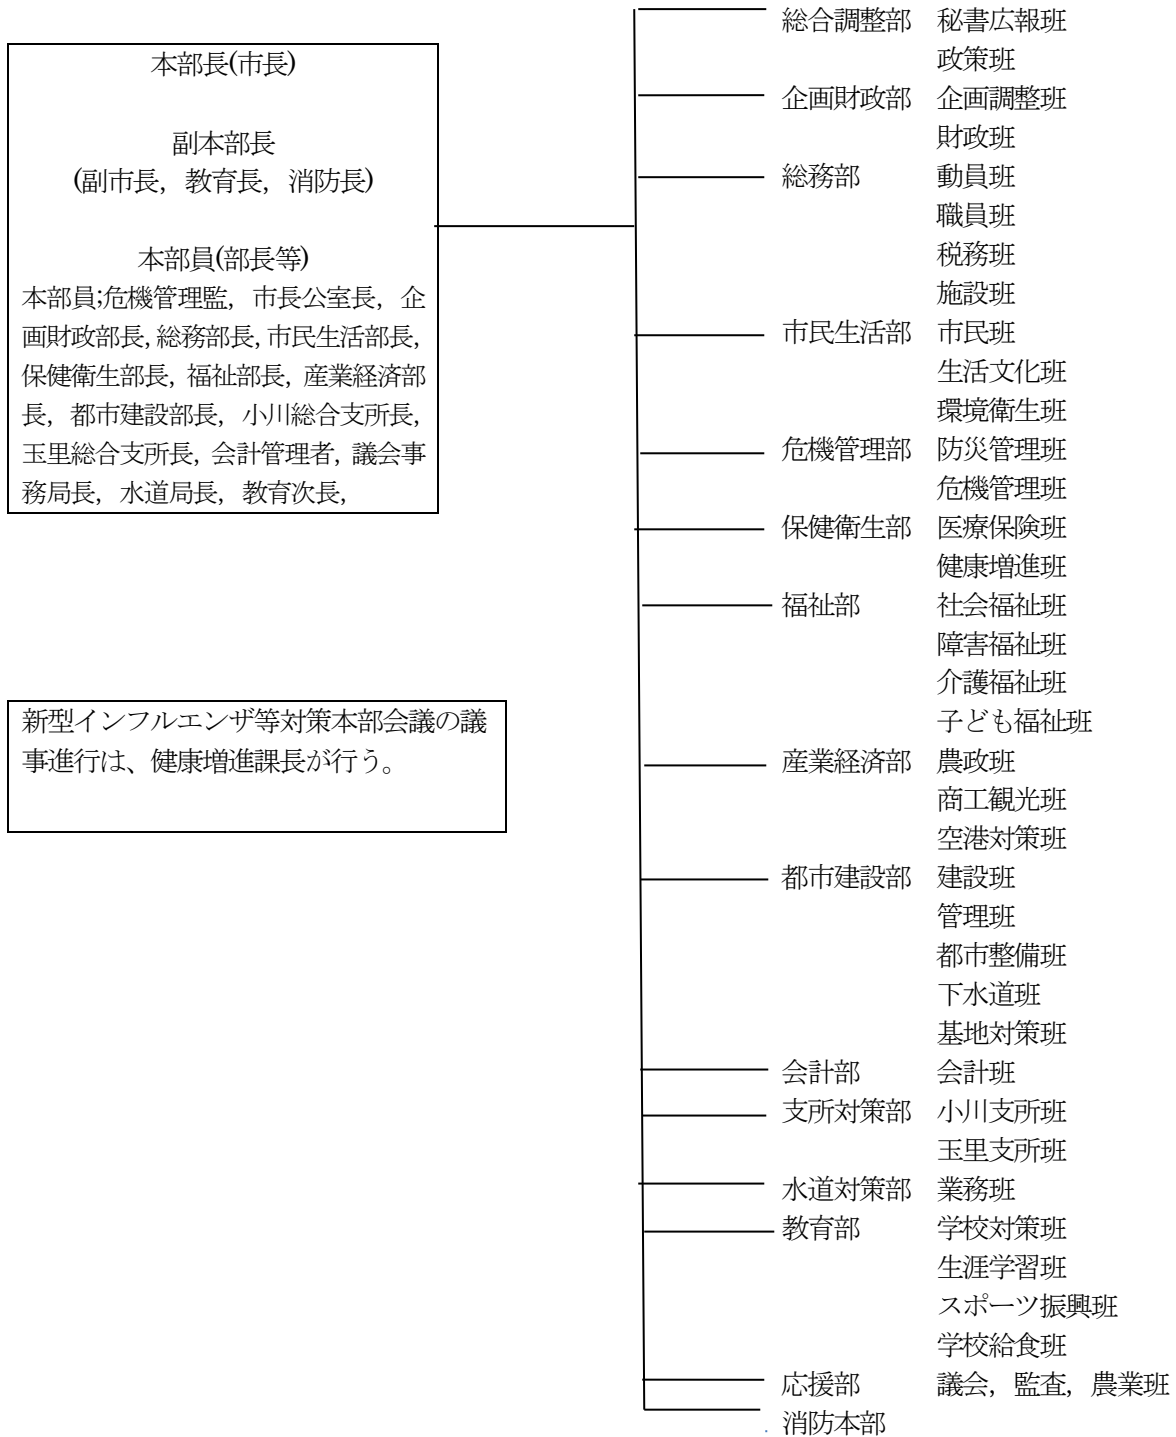 本部長(市長)
副本部長
(副市長，教育長，消防長)
本部員(部長等)
本部員;危機管理監，市長公室長，企
画財政部長，総務部長，市民生活部長，
保健衛生部長，福祉部長，産業経済部
長，都市建設部長，小川総合支所長，
玉里総合支所長，会計管理者，議会事
務局長，水道局長，教育次長，
新型インフルエンザ等対策本部会議の議
事進行は、健康増進課長が行う。
総合調整部　秘書広報班
政策班
企画財政部　企画調整班
財政班
総務部　動員班
職員班
税務班
施設班
市民生活部　市民班
生活文化班
環境衛生班
危機管理部　防災管理班
危機管理班
保健衛生部　医療保険班
健康増進班
福祉部　社会福祉班
障害福祉班
介護福祉班
子ども福祉班
産業経済部　農政班
商工観光班
空港対策班
都市建設部　建設班
管理班
都市整備班
下水道班
基地対策班
会計部　会計班
支所対策部　小川支所班
玉里支所班
水道対策部　業務班
教育部　学校対策班
生涯学習班
スポーツ振興班
学校給食班
応援部　議会，監査，農業班
消防本部